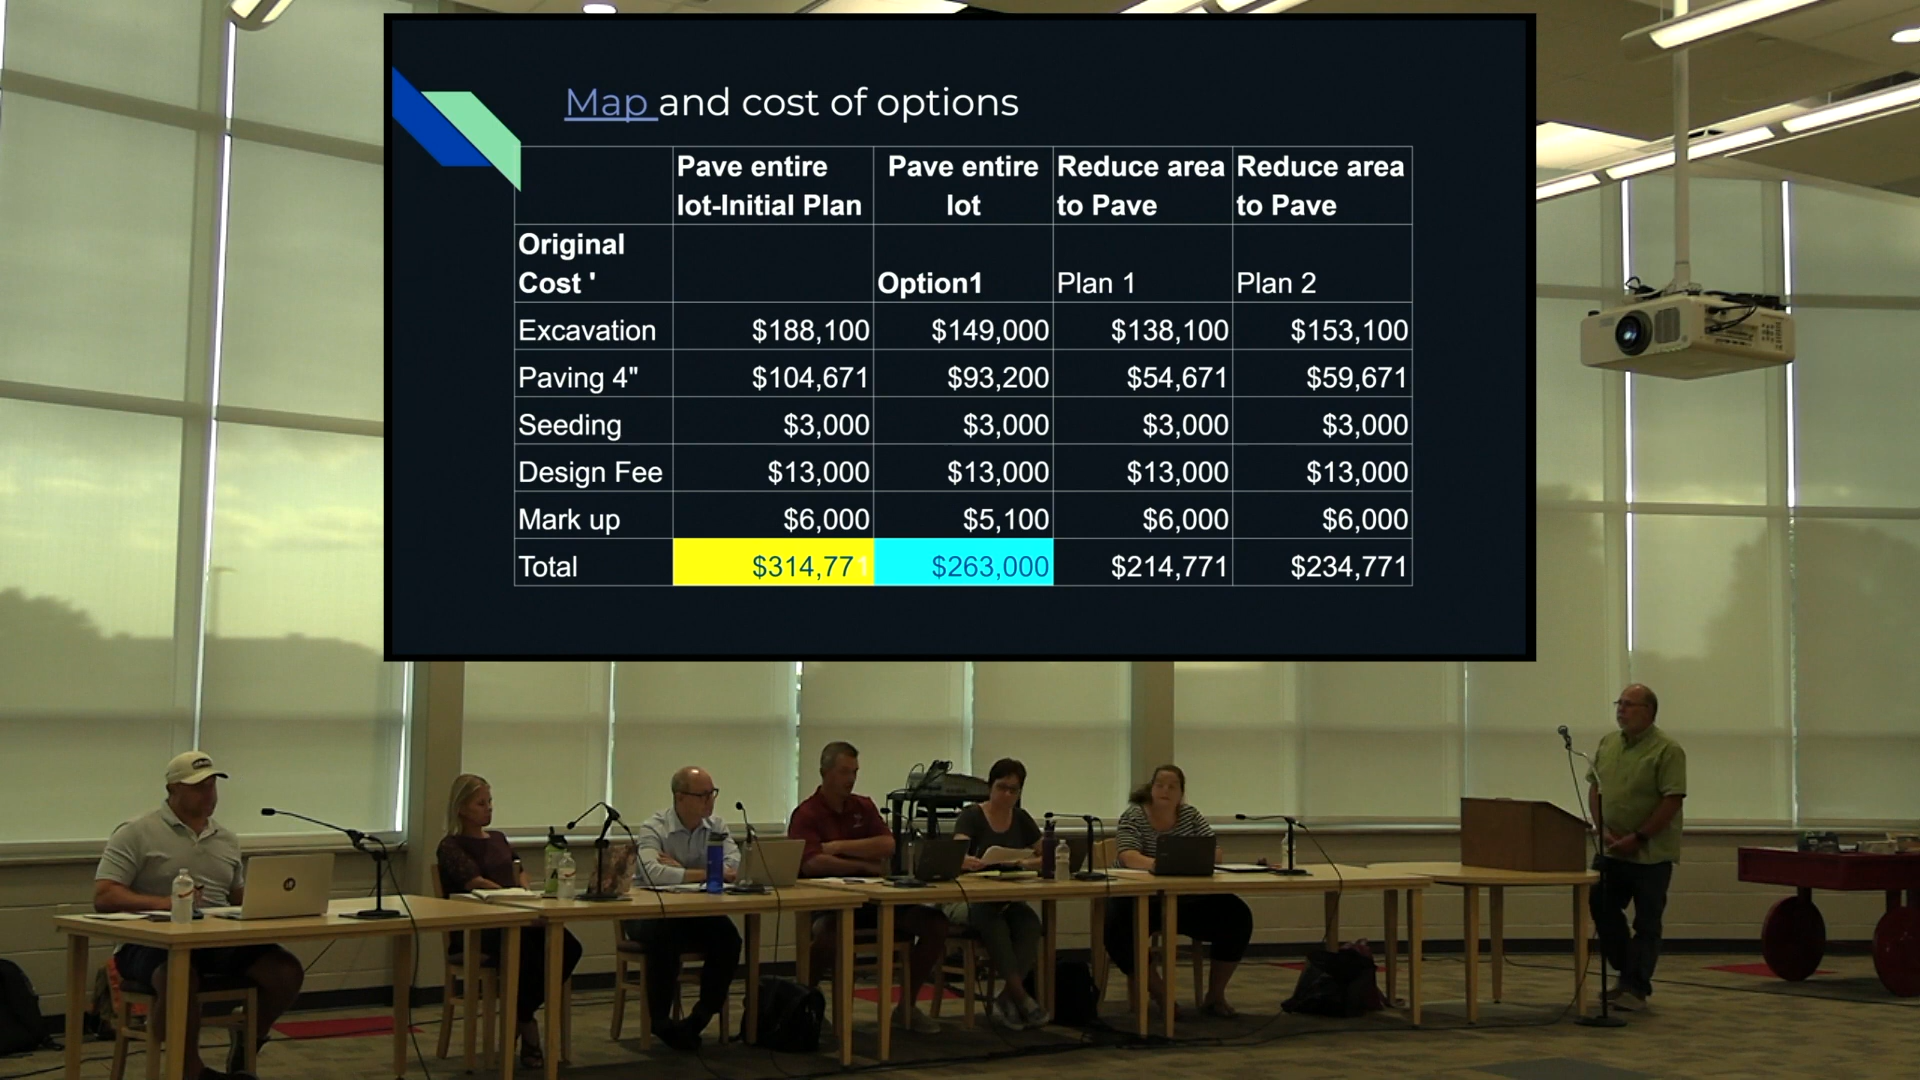 Map and cost of options
Pave entire lot-Initial Plan Pave entire lot Reduce area to Pave Reduce area to Pave
Original Cost ' Option1 Plan 1 Plan 2
Excavation $188,100 $149,000 $138,100 $153,100
Paving 4" $104,671 $93,200 $54,671 $59,671
Seeding $3,000 $3,000 $3,000 $3,000
Design Fee $13,000 $13,000 $13,000 $13,000
Mark up $6,000 $5,100 $6,000 $6,000
Total $314,771 $263,000 $214,771 $234,771